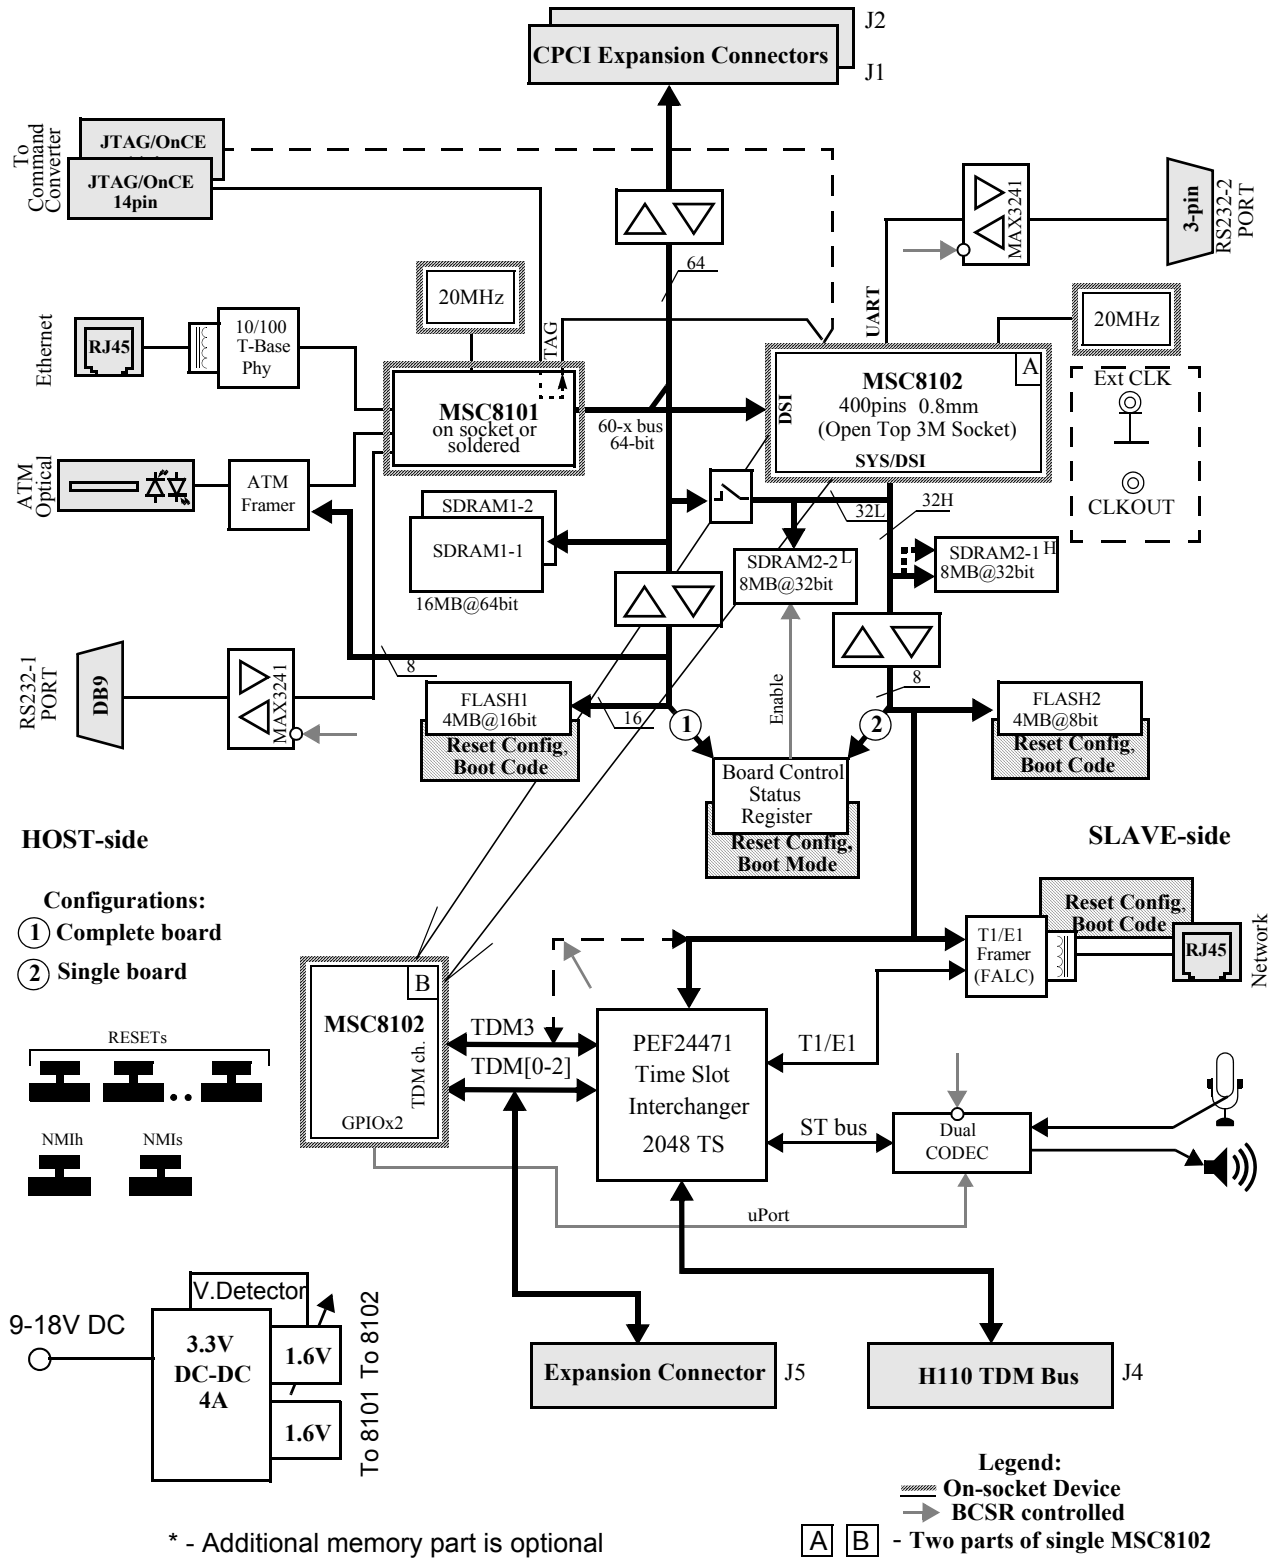 J2
CPCI Expansion Connectors
J1
To
Command
Converter
JTAG/OnCE
JTAG/OnCE
14pin
MAX3241
3-pin
RS232-2
PORT
64
20MHz
UART
20MHz
Ethernet
RJ45
10/100
T-Base
Phy
TAG
MSC8101
on socket or
soldered
60-x bus
64-bit
DSI
MSC8102
A
400pins 0.8mm
(Open Top 3M Socket)
SYS/DSI
Ext CLK
CLKOUT
ATM
Optical
ATM
Framer
SDRAM1-2
SDRAM1-1
16MB@64bit
32L
32H
SDRAM2-2 L
8MB@32bit
SDRAM2-1 H
8MB@32bit
RS232-1
PORT
DB9
MAX3241
8
FLASH1
4MB@16bit
Reset Config,
Boot Code
16
1
Enable
2
8
FLASH2
4MB@8bit
Reset Config,
Boot Code
Board Control
Status
Register
Reset Config,
Boot Mode
HOST-side
SLAVE-side
Configurations:
1 Complete board
2 Single board
Reset Config,
Boot Code
T1/E1
Framer
(FALC)
RJ45
Network
B
MSC8102
TDM ch.
GPIOx2
TDM3
TDM[0-2]
PEF24471
Time Slot
Interchanger
2048 TS
T1/E1
ST bus
Dual
CODEC
uPort
RESETs
NMIh
NMIs
V.Detector
9-18V DC
3.3V
DC-DC
4A
1.6V
1.6V
To 8101 To 8102
Expansion Connector
J5
H110 TDM Bus
J4
Legend:
On-socket Device
BCSR controlled
A B - Two parts of single MSC8102
* - Additional memory part is optional